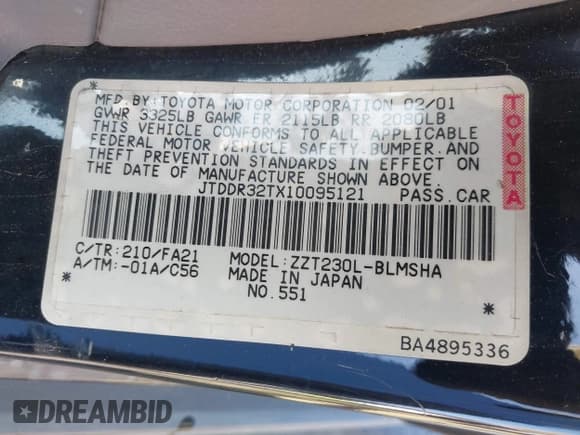 MFD.BY:TOYOTA MOTOR CORPORATION 02/01
GVWR 3325LB GAWR FR 2115LB RR 2080LB
THIS VEHICLE CONFORMS TO ALL APPLICABLE
FEDERAL MOTOR VEHICLE SAFETY,BUMPER,AND
THEFT PREVENTION STANDARDS IN EFFECT ON
THE DATE OF MANUFACTURE SHOWN ABOVE.
JTDDR32TX10095121 PASS.CAR
TOYOTA
C/TR:210/FA21 MODEL:ZZT230L-BLMSHA
A/TM:-01A/C56 MADE IN JAPAN
NO.551
BA4895336
DREAMBID